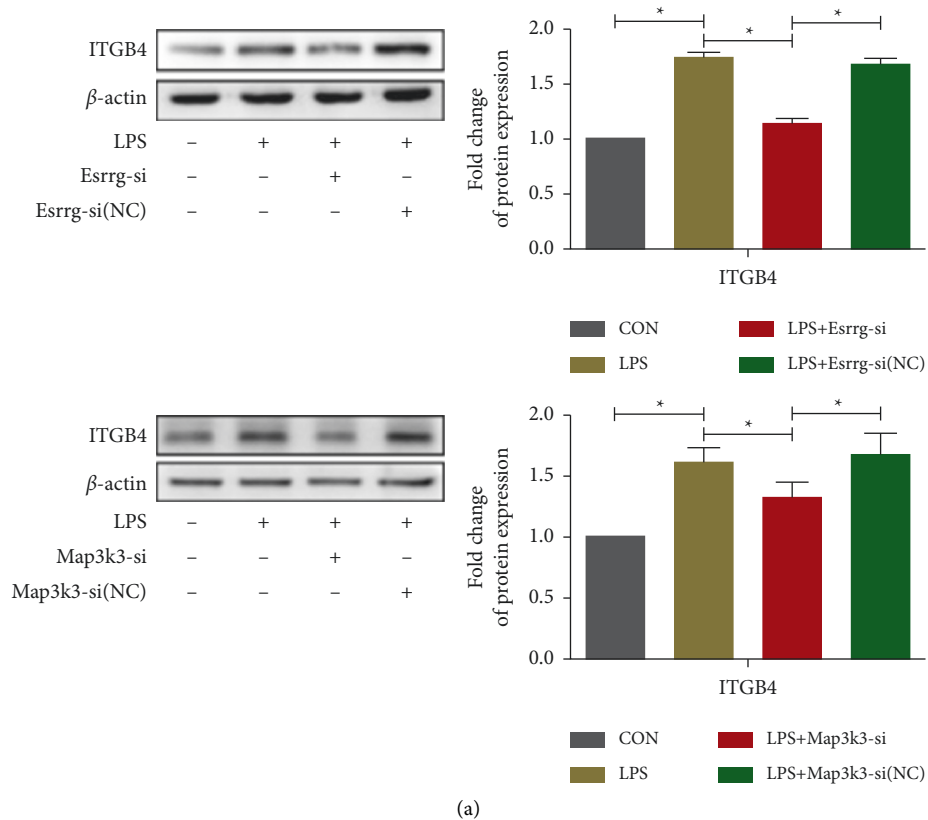 ITGB4
β-actin
LPS – + + +
Esrrg-si – – + –
Esrrg-si(NC) – – – +
Fold change
of protein expression
2.0
1.5
1.0
0.5
0.0
* * *
ITGB4
CON
LPS+Esrrg-si
LPS
LPS+Esrrg-si(NC)
ITGB4
β-actin
LPS – + + +
Map3k3-si – – + –
Map3k3-si(NC) – – – +
Fold change
of protein expression
2.0
1.5
1.0
0.5
0.0
* * *
ITGB4
CON
LPS+Map3k3-si
LPS
LPS+Map3k3-si(NC)
(a)